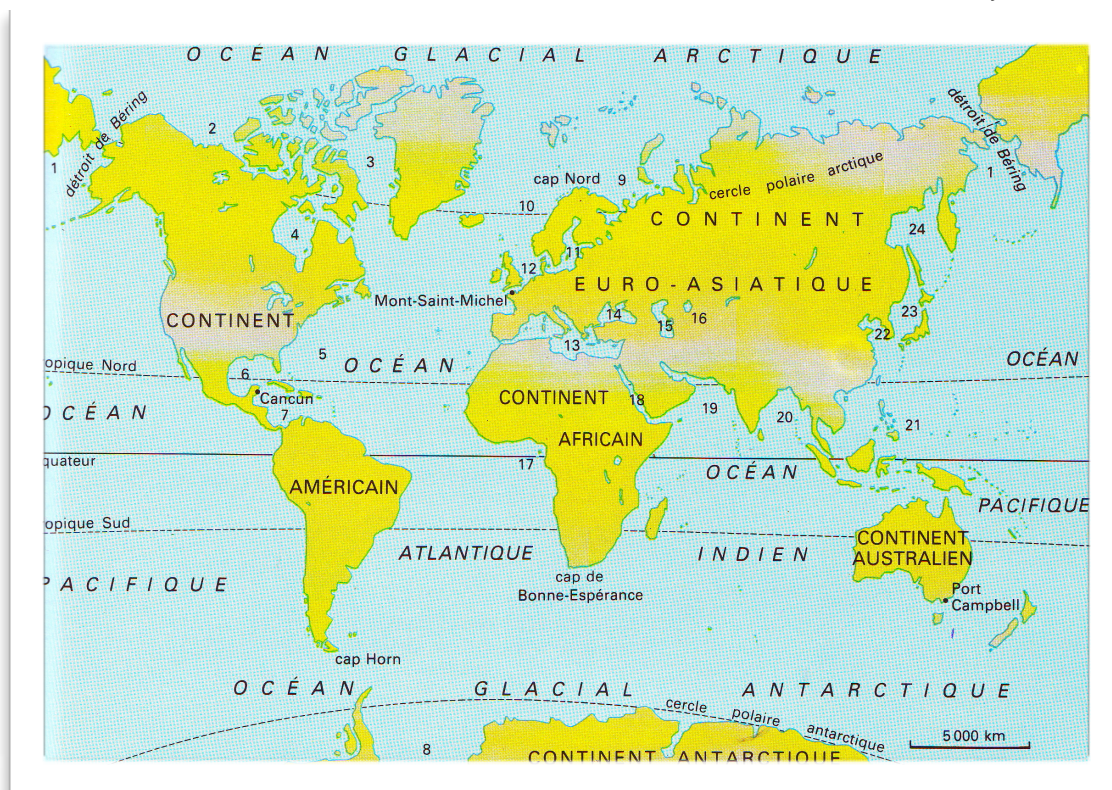 OCÉAN GLACIAL ARCTIQUE
détroit de Béring
détroit de Béring
2
1
3
cercle polaire arctique
1
cap Nord 9
10
CONTINENT
4
24
11
12
EURO-ASIATIQUE
Mont-Saint-Michel
14
15
16
23
CONTINENT
22
13
5
OCÉAN
OCÉAN
opique Nord
6
Cancún
CONTINENT
18
19
OCÉAN
7
20
21
AFRICAIN
quateur
17
OCÉAN
AMÉRICAIN
PACIFIQUE
opique Sud
CONTINENT
AUSTRALIEN
ATLANTIQUE
INDIEN
cap de
Bonne-Espérance
PACIFIQUE
Port
Campbell
cap Horn
OCÉAN GLACIAL ANTARCTIQUE
cercle polaire antarctique
8
5 000 km
CONTINENT ANTARCTIQUE